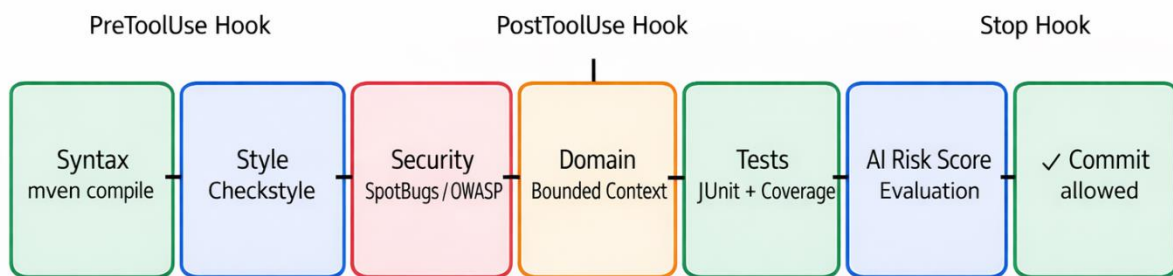 PreToolUse Hook
PostToolUse Hook
Stop Hook
Syntax
mven compile
Style
Checkstyle
Security
SpotBugs / OWASP
Domain
Bounded Context
Tests
JUnit + Coverage
AI Risk Score
Evaluation
✓ Commit
allowed